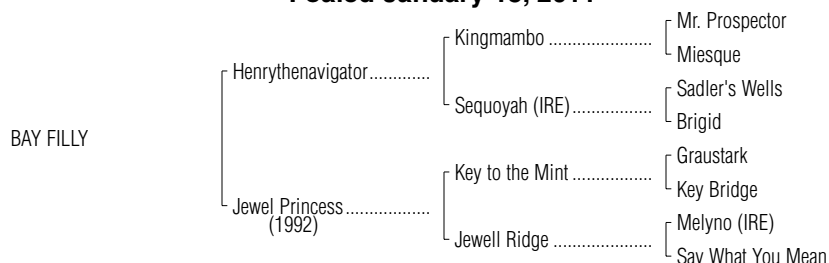 Mr. Prospector
Kingmambo ......................
Miesque
Henrythenavigator.............
Sadler's Wells
Sequoyah (IRE).................
Brigid
BAY FILLY
Graustark
Key to the Mint .................
Key Bridge
Jewel Princess..................
(1992)
Melyno (IRE)
Jewell Ridge .....................
Say What You Mean